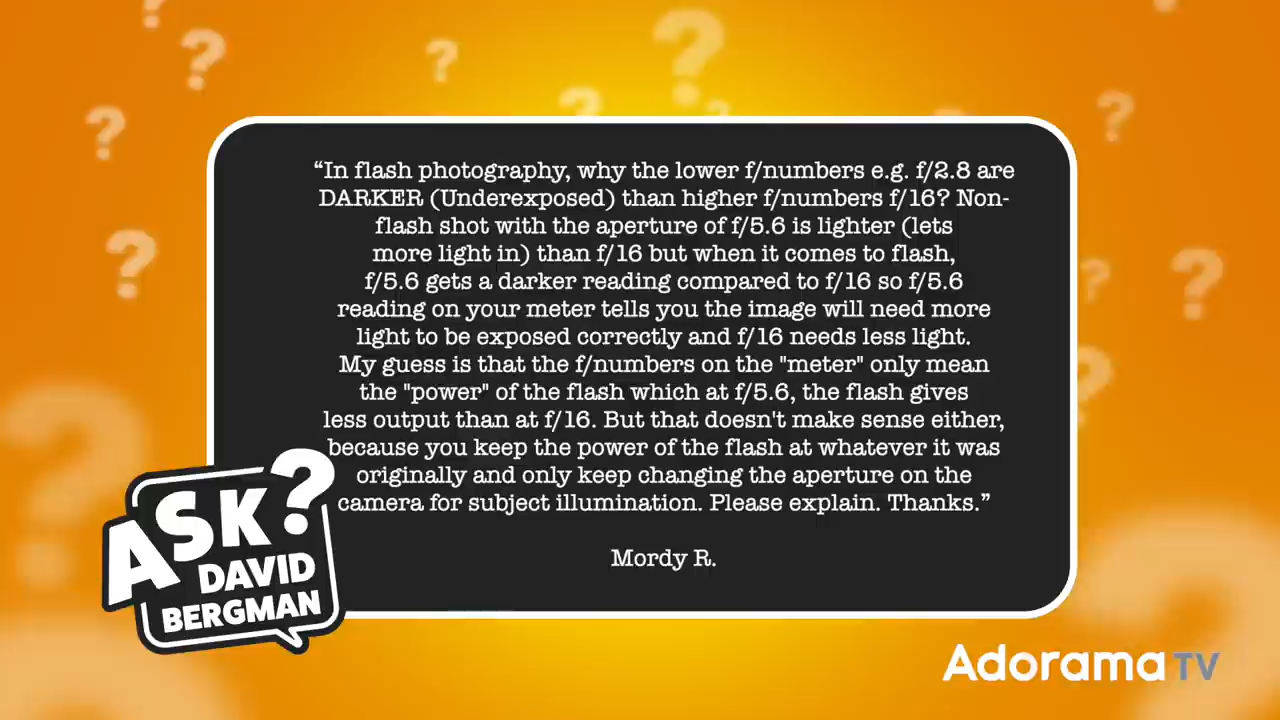 “In flash photography, why the lower f/numbers e.g. f/2.8 are
DARKER (Underexposed) than higher f/numbers f/16? Non-
flash shot with the aperture of f/5.6 is lighter (lets
more light in) than f/16 but when it comes to flash,
f/5.6 gets a darker reading compared to f/16 so f/5.6
reading on your meter tells you the image will need more
light to be exposed correctly and f/16 needs less light.
My guess is that the f/numbers on the "meter" only mean
the "power" of the flash which at f/5.6, the flash gives
less output than at f/16. But that doesn't make sense either,
because you keep the power of the flash at whatever it was
originally and only keep changing the aperture on the
camera for subject illumination. Please explain. Thanks.”
Mordy R.
ASK?
DAVID
BERGMAN
Adorama TV